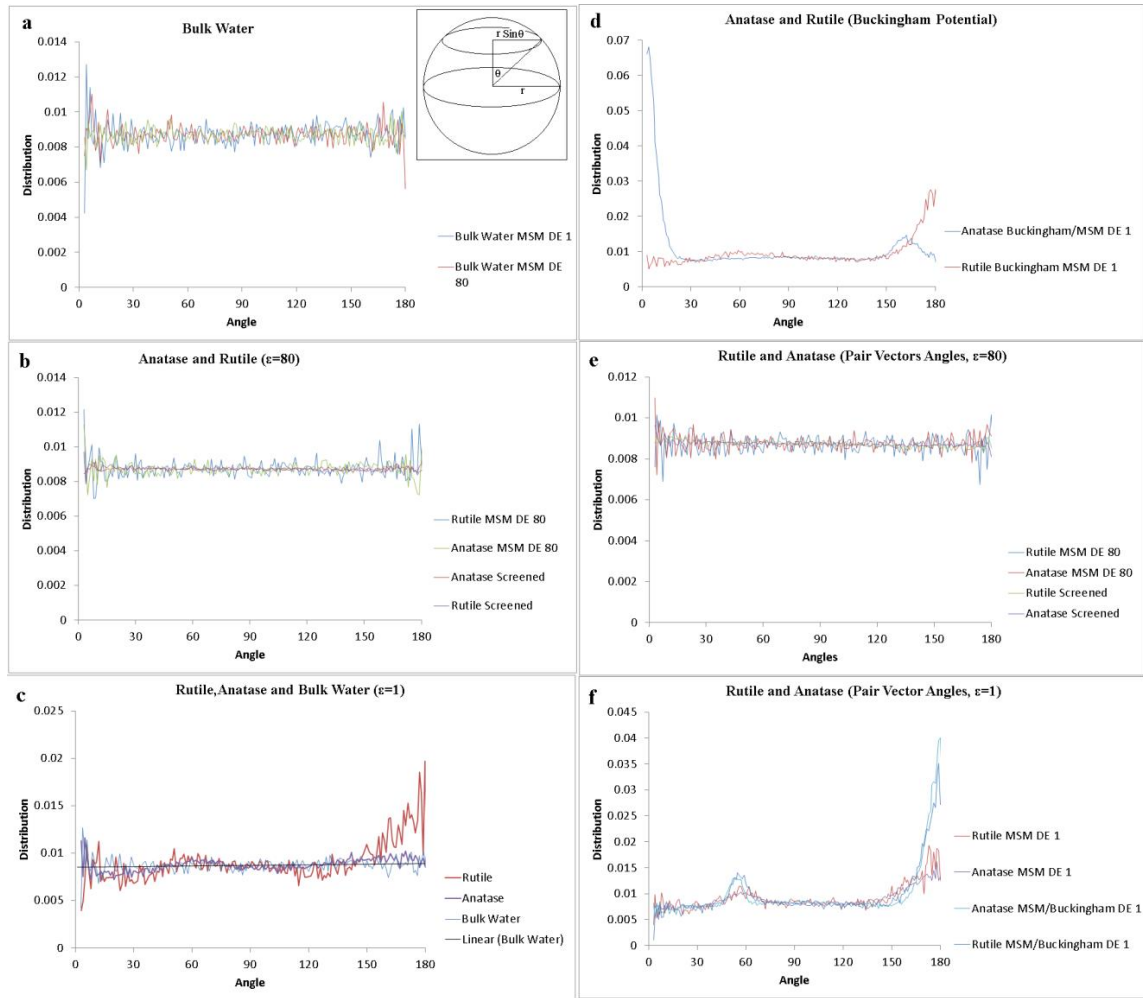 a
Bulk Water
0.014
0.012
0.01
0.008
0.006
0.004
0.002
0
Distribution
0 30 60 90 120 150 180
Angle
r Sinθ
θ
r
Bulk Water MSM DE 1
Bulk Water MSM DE
80
b
Anatase and Rutile (ε=80)
0.014
0.012
0.01
0.008
0.006
0.004
0.002
0
Distribution
0 30 60 90 120 150 180
Angle
Rutile MSM DE 80
Anatase MSM DE 80
Anatase Screened
Rutile Screened
c
Rutile,Anatase and Bulk Water (ε=1)
0.025
0.02
0.015
0.01
0.005
0
Distribution
0 30 60 90 120 150 180
Angle
Rutile
Anatase
Bulk Water
Linear (Bulk Water)
d
Anatase and Rutile (Buckingham Potential)
0.07
0.06
0.05
0.04
0.03
0.02
0.01
0
Distribution
0 30 60 90 120 150 180
Angle
Anatase Buckingham/MSM DE 1
Rutile Buckingham MSM DE 1
e
Rutile and Anatase (Pair Vectors Angles, ε=80)
0.012
0.01
0.008
0.006
0.004
0.002
0
Distribution
0 30 60 90 120 150 180
Angles
Rutile MSM DE 80
Anatase MSM DE 80
Rutile Screened
Anatase Screened
f
Rutile and Anatase (Pair Vector Angles, ε=1)
0.045
0.04
0.035
0.03
0.025
0.02
0.015
0.01
0.005
0
Distribution
0 30 60 90 120 150 180
Angle
Rutile MSM DE 1
Anatase MSM DE 1
Anatase MSM/Buckingham DE 1
Rutile MSM/Buckingham DE 1